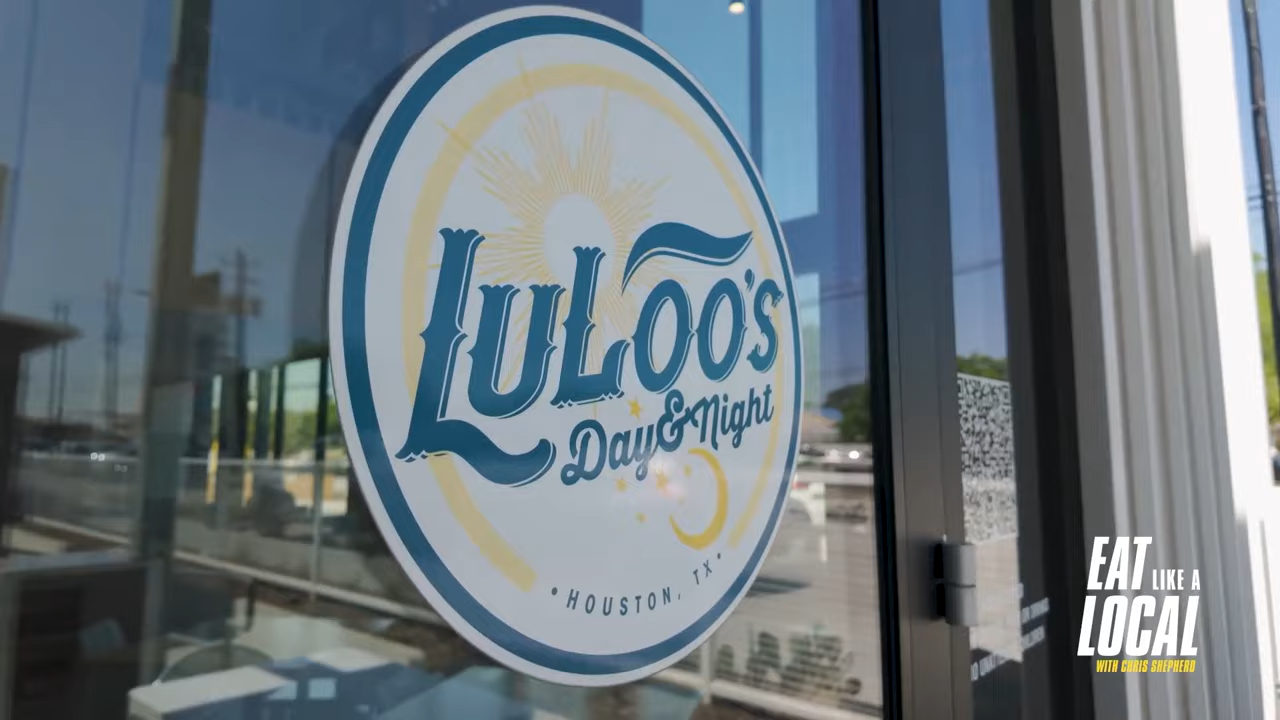 LuLoo's
Day & Night
• HOUSTON, TX •
EAT LIKE A
LOCAL
WITH CHRIS SHEPHERD